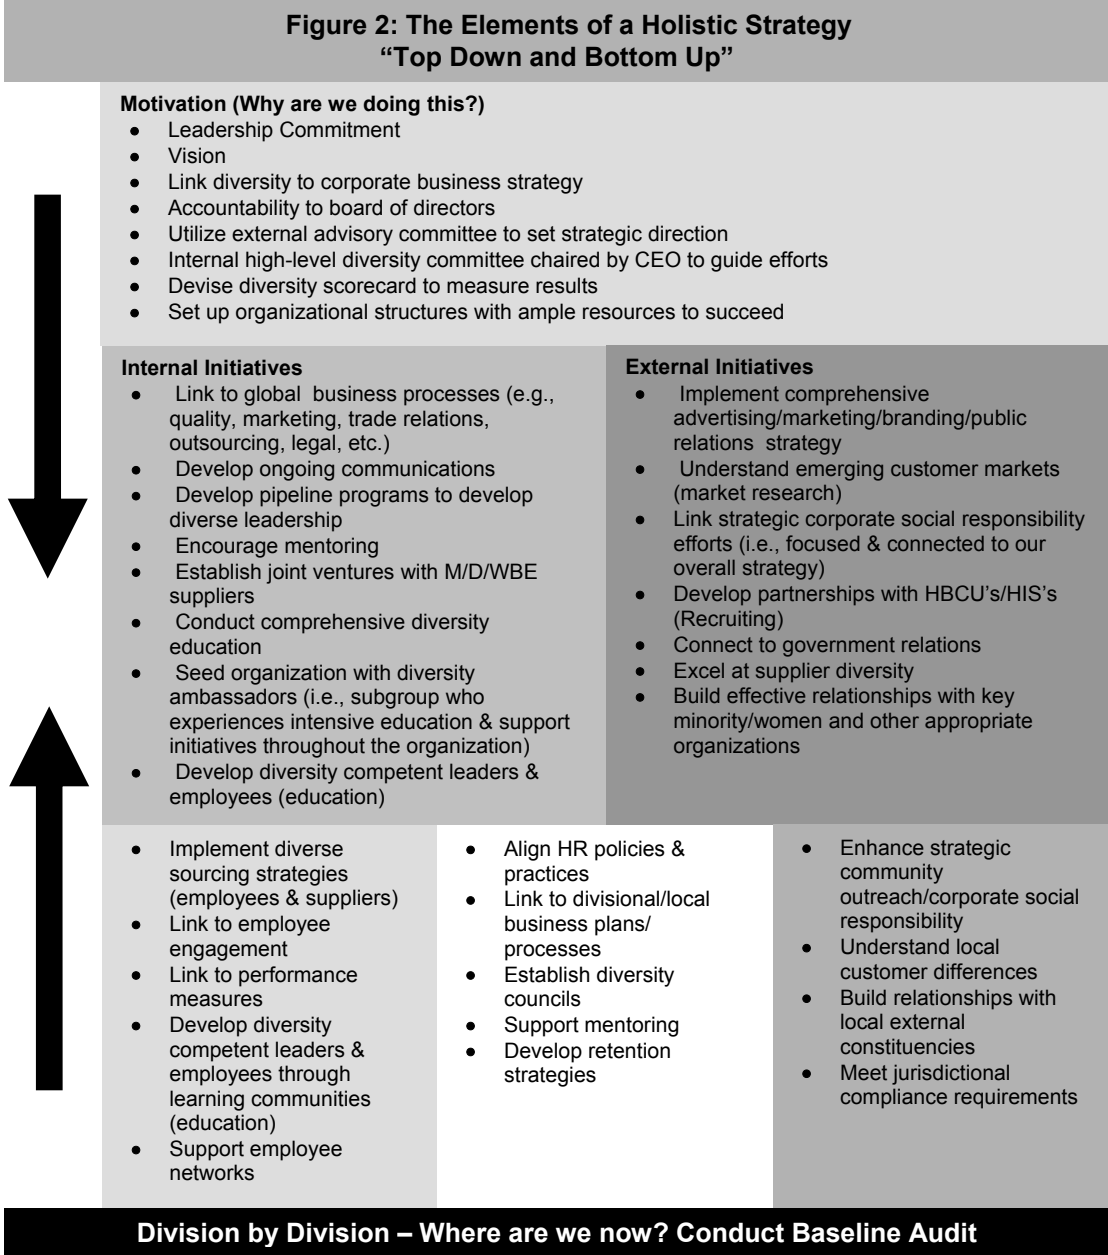 Figure 2: The Elements of a Holistic Strategy
“Top Down and Bottom Up”
Motivation (Why are we doing this?)
• Leadership Commitment
• Vision
• Link diversity to corporate business strategy
• Accountability to board of directors
• Utilize external advisory committee to set strategic direction
• Internal high-level diversity committee chaired by CEO to guide efforts
• Devise diversity scorecard to measure results
• Set up organizational structures with ample resources to succeed
Internal Initiatives
• Link to global business processes (e.g.,
quality, marketing, trade relations,
outsourcing, legal, etc.)
• Develop ongoing communications
• Develop pipeline programs to develop
diverse leadership
• Encourage mentoring
• Establish joint ventures with M/D/WBE
suppliers
• Conduct comprehensive diversity
education
• Seed organization with diversity
ambassadors (i.e., subgroup who
experiences intensive education & support
initiatives throughout the organization)
• Develop diversity competent leaders &
employees (education)
External Initiatives
• Implement comprehensive
advertising/marketing/branding/public
relations strategy
• Understand emerging customer markets
(market research)
• Link strategic corporate social responsibility
efforts (i.e., focused & connected to our
overall strategy)
• Develop partnerships with HBCU’s/HIS’s
(Recruiting)
• Connect to government relations
• Excel at supplier diversity
• Build effective relationships with key
minority/women and other appropriate
organizations
• Implement diverse
sourcing strategies
(employees & suppliers)
• Link to employee
engagement
• Link to performance
measures
• Develop diversity
competent leaders &
employees through
learning communities
(education)
• Support employee
networks
• Align HR policies &
practices
• Link to divisional/local
business plans/
processes
• Establish diversity
councils
• Support mentoring
• Develop retention
strategies
• Enhance strategic
community
outreach/corporate social
responsibility
• Understand local
customer differences
• Build relationships with
local external
constituencies
• Meet jurisdictional
compliance requirements
Division by Division – Where are we now? Conduct Baseline Audit